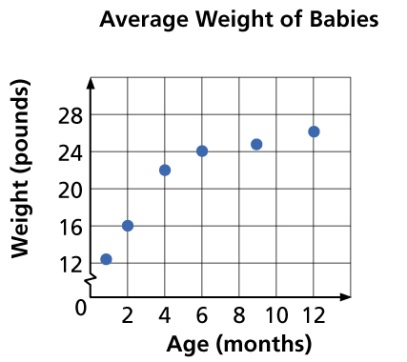 Average Weight of Babies
Weight (pounds)
28
24
20
16
12
0
2 4 6 8 10 12
Age (months)